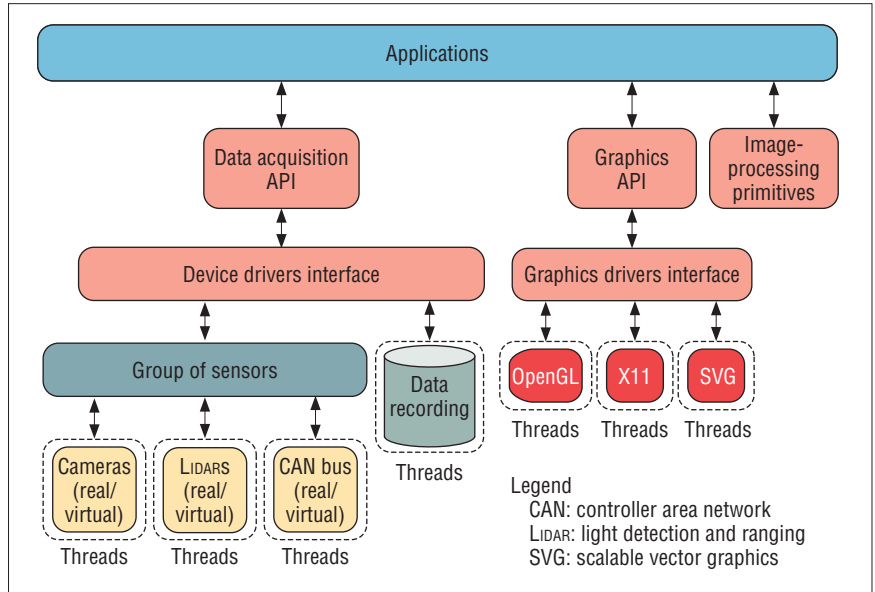 Applications
Data acquisition
API
Graphics
API
Image-
processing
primitives
Device drivers interface
Graphics drivers interface
Group of sensors
Data
recording
OpenGL
X11
SVG
Threads
Threads
Threads
Threads
Cameras
(real/
virtual)
LIDARs
(real/
virtual)
CAN bus
(real/
virtual)
Threads
Threads
Threads
Legend
CAN: controller area network
LIDAR: light detection and ranging
SVG: scalable vector graphics